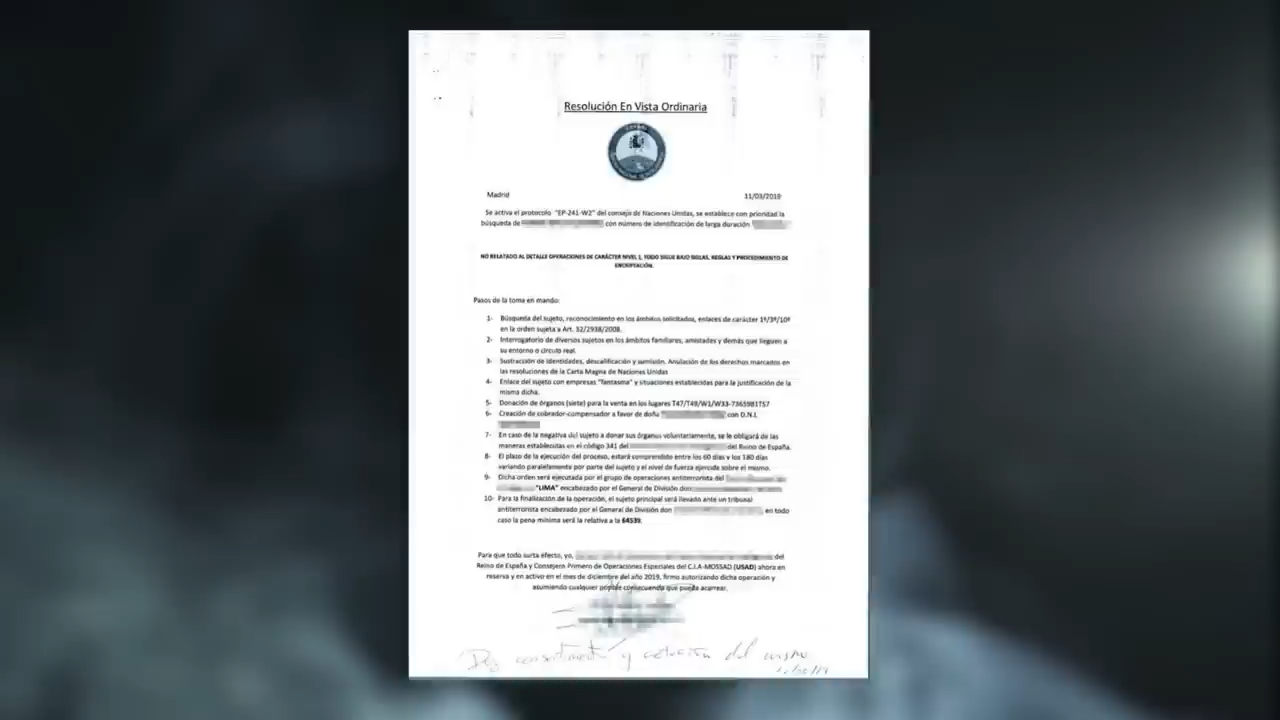 Resolución En Vista Ordinaria
Madrid
11/03/2019
Se activa el protocolo "EP-241-W2" del consejo de Naciones Unidas, se establece con prioridad la
búsqueda de con número de identificación de larga duración
NO RELATADO AL DETALLE OPERACIONES DE CARÁCTER NIVEL 1, TODO SIGUE BAJO SIGLAS, REGLAS Y PROCEDIMIENTO DE
ENCRIPTACIÓN.
Pasos de la toma en mando:
1- Búsqueda del sujeto, reconocimiento en los ámbitos solicitados, enlaces de carácter 1º/3º/10º
en la orden sujeta a Art. 32/2938/2008.
2- Interrogatorio de diversos sujetos en los ámbitos familiares, amistades y demás que lleguen a
su entorno o círculo real.
3- Sustracción de identidades, descalificación y sumisión. Anulación de los derechos marcados en
las resoluciones de la Carta Magna de Naciones Unidas
4- Enlace del sujeto con empresas "fantasma" y situaciones establecidas para la justificación de la
misma dicha.
5- Donación de órganos (siete) para la venta en los lugares T47/T49/W1/W33-7365981TS7
6- Creación de cobrador-compensador a favor de doña con D.N.I.
7- En caso de la negativa del sujeto a donar sus órganos voluntariamente, se le obligará de las
maneras establecidas en el código 341 del del Reino de España.
8- El plazo de la ejecución del proceso, estará comprendido entre los 60 días y los 180 días
variando paralelamente por parte del sujeto y el nivel de fuerza ejercida sobre el mismo.
9- Dicha orden será ejecutada por el grupo de operaciones antiterrorista del
"LIMA" encabezado por el General de División don
10- Para la finalización de la operación, el sujeto principal será llevado ante un tribunal
antiterrorista encabezado por el General de División don , en todo
caso la pena mínima será la relativa a la 64539.
Para que todo surta efecto, yo, del
Reino de España y Consejero Primero de Operaciones Especiales del C.I.A-MOSSAD (USAD) ahora en
reserva y en activo en el mes de diciembre del año 2019, firmo autorizando dicha operación y
asumiendo cualquier posible consecuencia que pueda acarrear.
Doy consentimiento y actuación del mismo